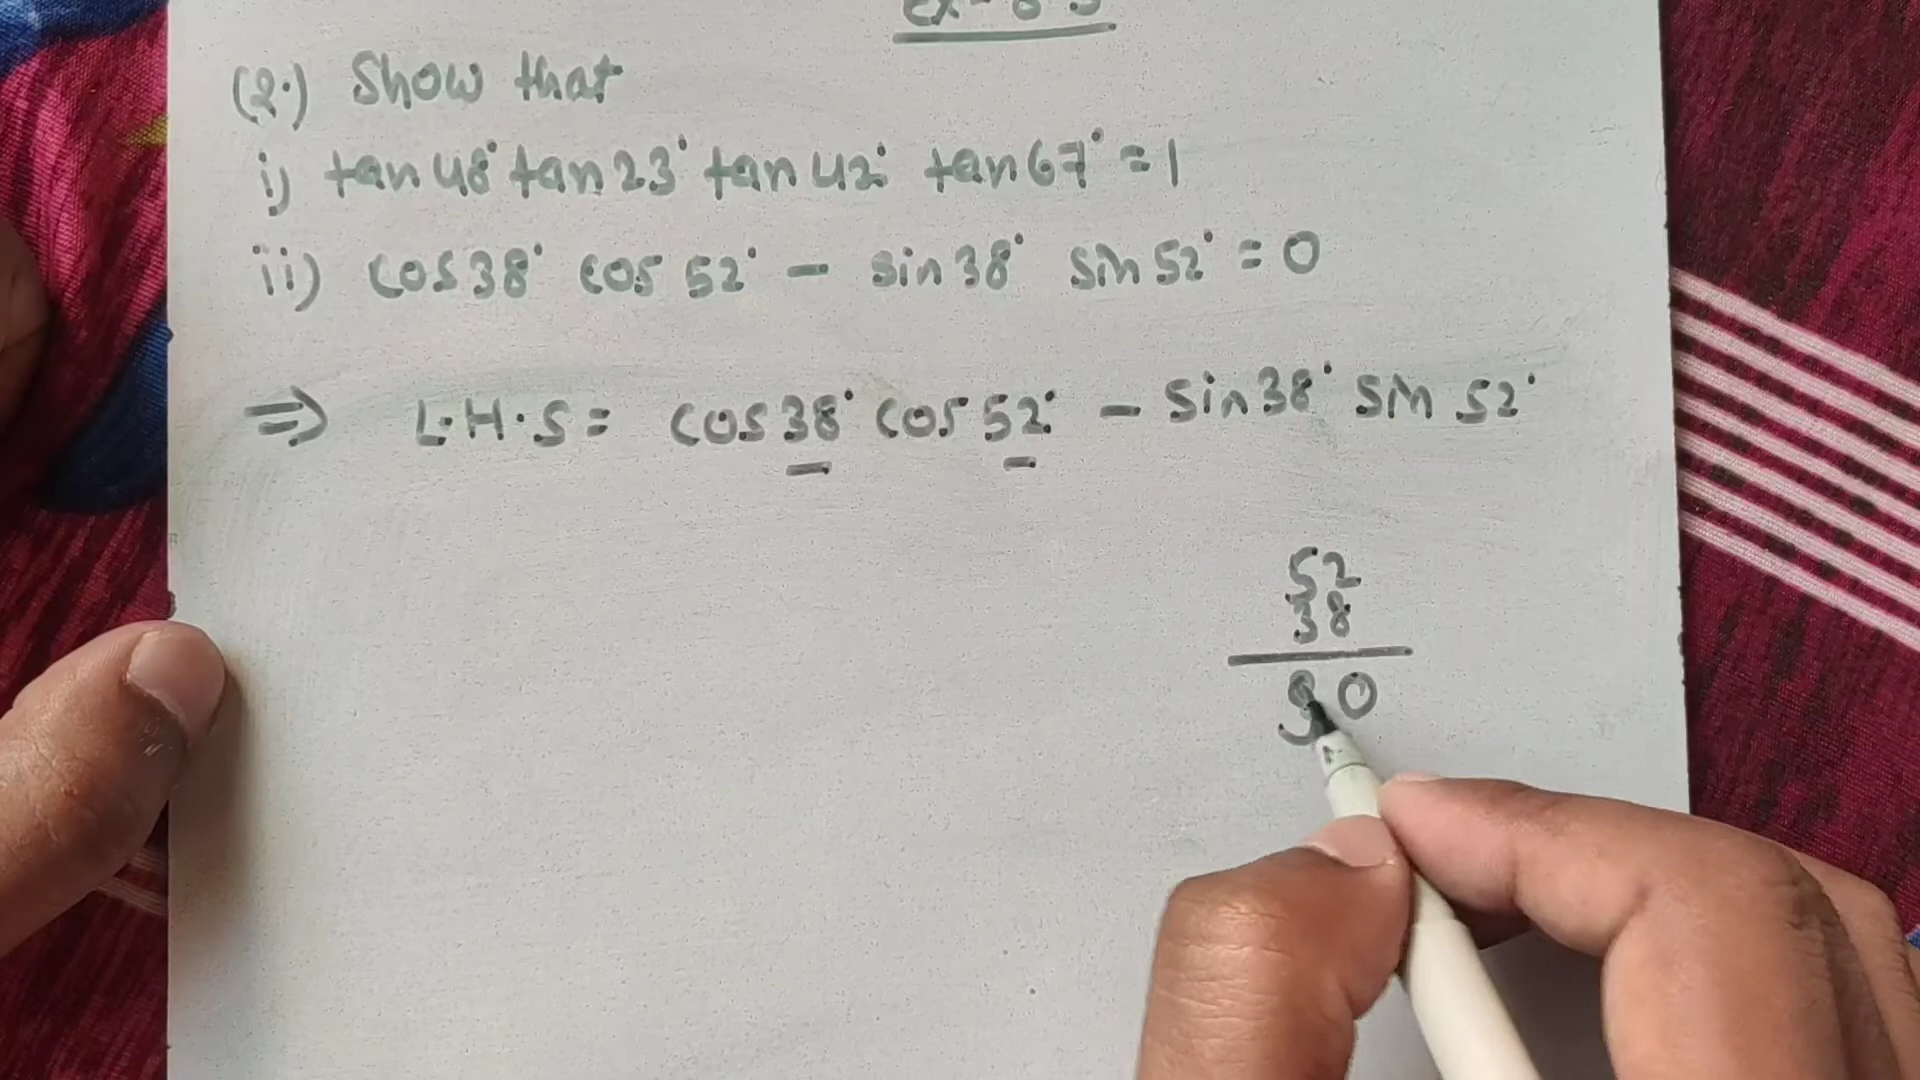 (2.) Show that
i) tan 48° tan 23° tan 42° tan 67° = 1
ii) cos 38° cos 52° - sin 38° sin 52° = 0
⇒ L.H.S = cos 38° cos 52° - sin 38° sin 52°
52
38
90